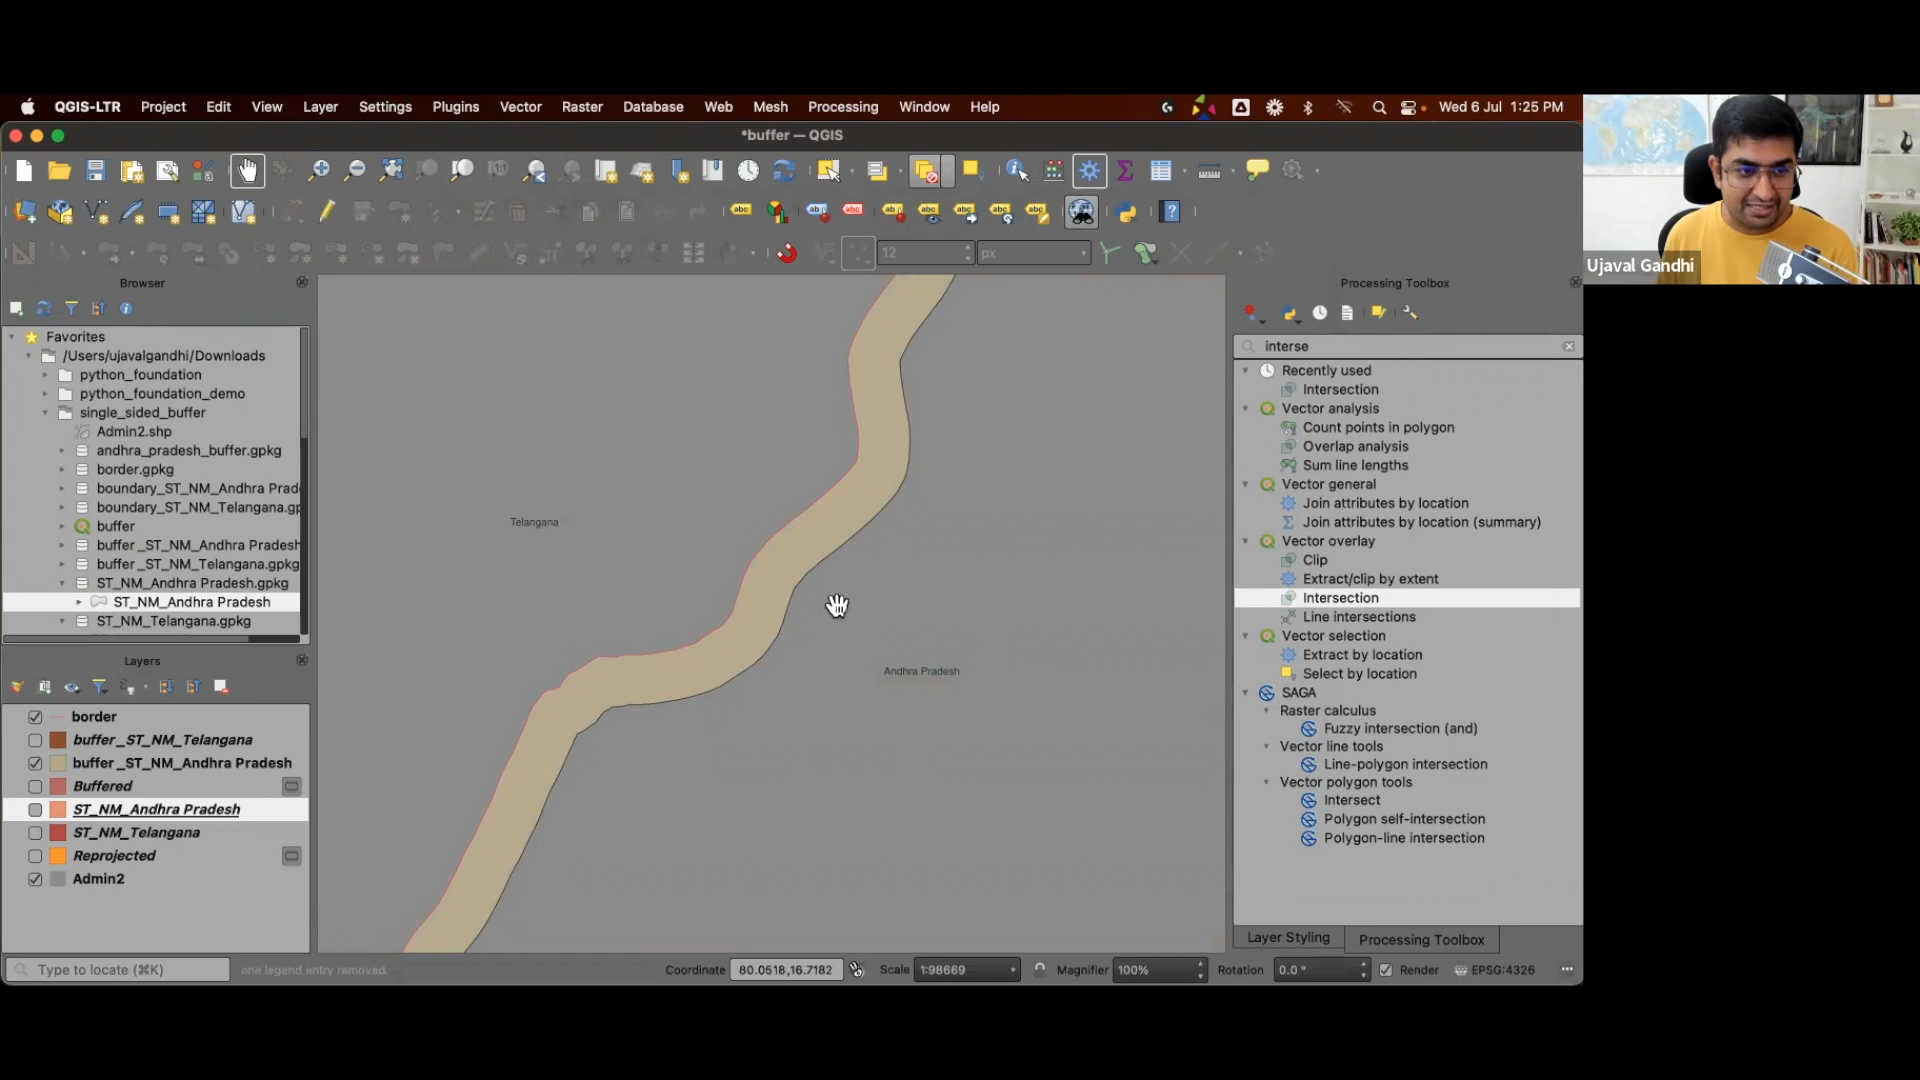 QGIS-LTR Project Edit View Layer Settings Plugins Vector Raster Database Web Mesh Processing Window Help Wed 6 Jul 1:25 PM
*buffer — QGIS
Ujaval Gandhi
12 px
Browser
Favorites
/Users/ujavalgandhi/Downloads
python_foundation
python_foundation_demo
single_sided_buffer
Admin2.shp
andhra_pradesh_buffer.gpkg
border.gpkg
boundary_ST_NM_Andhra Prad
boundary_ST_NM_Telangana.gp
buffer
buffer_ST_NM_Andhra Pradesh
buffer_ST_NM_Telangana.gpkg
ST_NM_Andhra Pradesh.gpkg
ST_NM_Andhra Pradesh
ST_NM_Telangana.gpkg
Layers
border
buffer_ST_NM_Telangana
buffer_ST_NM_Andhra Pradesh
Buffered
ST_NM_Andhra Pradesh
ST_NM_Telangana
Reprojected
Admin2
Telangana
Andhra Pradesh
Processing Toolbox
interse
Recently used
Intersection
Vector analysis
Count points in polygon
Overlap analysis
Sum line lengths
Vector general
Join attributes by location
Join attributes by location (summary)
Vector overlay
Clip
Extract/clip by extent
Intersection
Line intersections
Vector selection
Extract by location
Select by location
SAGA
Raster calculus
Fuzzy intersection (and)
Vector line tools
Line-polygon intersection
Vector polygon tools
Intersect
Polygon self-intersection
Polygon-line intersection
Layer Styling Processing Toolbox
Type to locate (⌘K) one legend entry removed. Coordinate 80.0518,16.7182 Scale 1:98669 Magnifier 100% Rotation 0.0 ° Render EPSG:4326